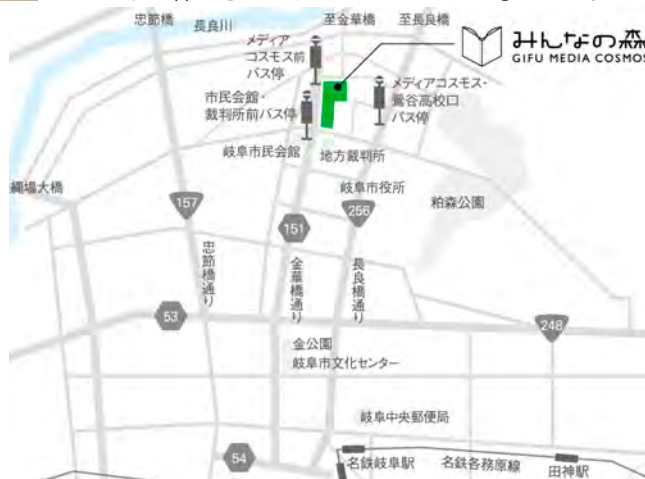 忠節橋
長良川
至金華橋
至長良橋
メディア
コスモス前
バス停
みんなの森
GIFU MEDIA COSMOS
市民会館・
裁判所前バス停
メディアコスモス・
鶯谷高校口
バス停
岐阜市民会館
地方裁判所
縄場大橋
岐阜市役所
粕森公園
157
256
151
忠節橋通り
金華橋通り
長良橋通り
53
248
金公園
岐阜市文化センター
岐阜中央郵便局
54
名鉄岐阜駅
名鉄各務原線
田神駅